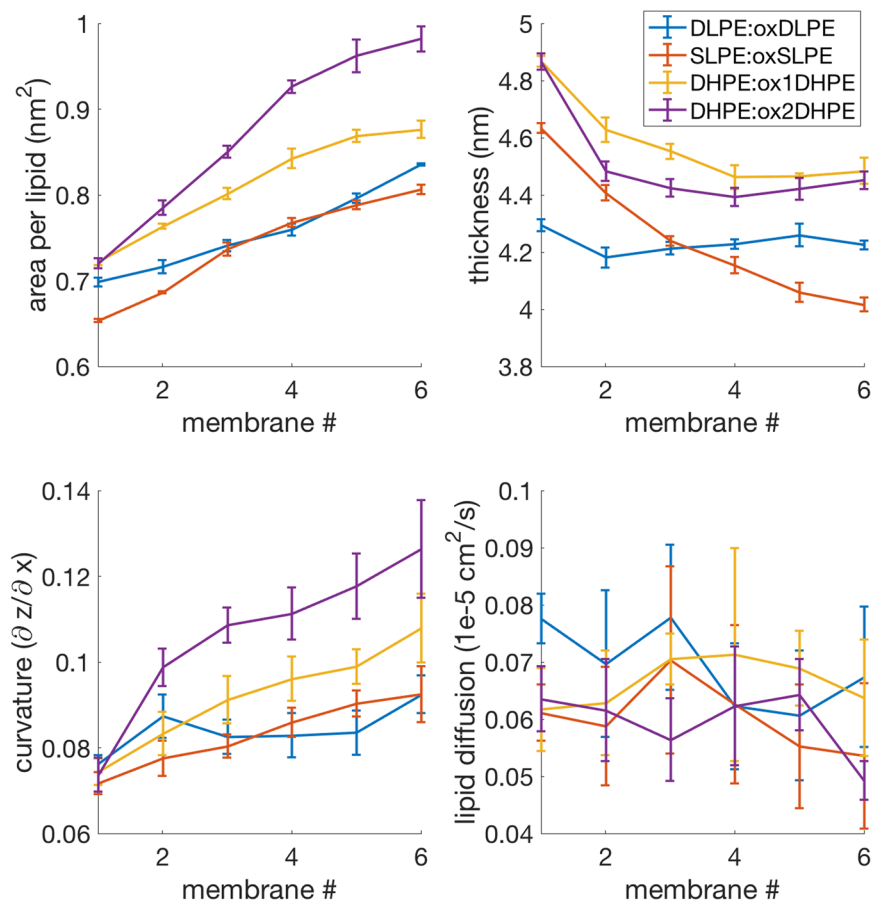 area per lipid (nm²)
1
0.9
0.8
0.7
0.6
2 4 6
membrane #
thickness (nm)
5
4.8
4.6
4.4
4.2
4
3.8
2 4 6
membrane #
DLPE:oxDLPE
SLPE:oxSLPE
DHPE:ox1DHPE
DHPE:ox2DHPE
curvature (∂ z/∂ x)
0.14
0.12
0.1
0.08
0.06
2 4 6
membrane #
lipid diffusion (1e-5 cm²/s)
0.1
0.09
0.08
0.07
0.06
0.05
0.04
2 4 6
membrane #